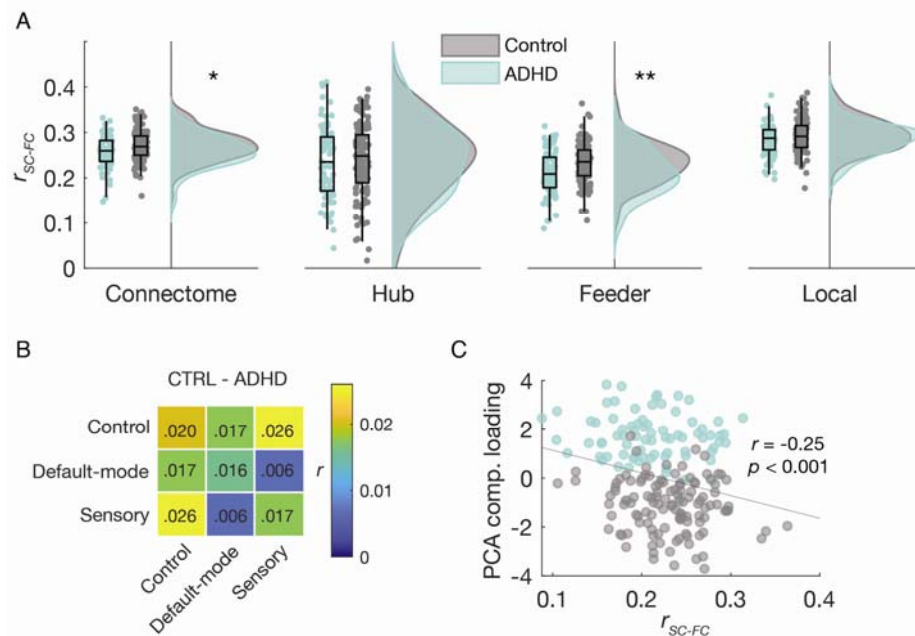 A
Control
ADHD
*
**
r SC-FC
0.4
0.3
0.2
0.1
0
Connectome
Hub
Feeder
Local
B
CTRL - ADHD
Control
Default-mode
Sensory
.020 .017 .026
.017 .016 .006
.026 .006 .017
Control
Default-mode
Sensory
r
0.02
0.01
0
C
PCA comp. loading
4
2
0
-2
-4
r = -0.25
p < 0.001
0.1 0.2 0.3 0.4
r SC-FC